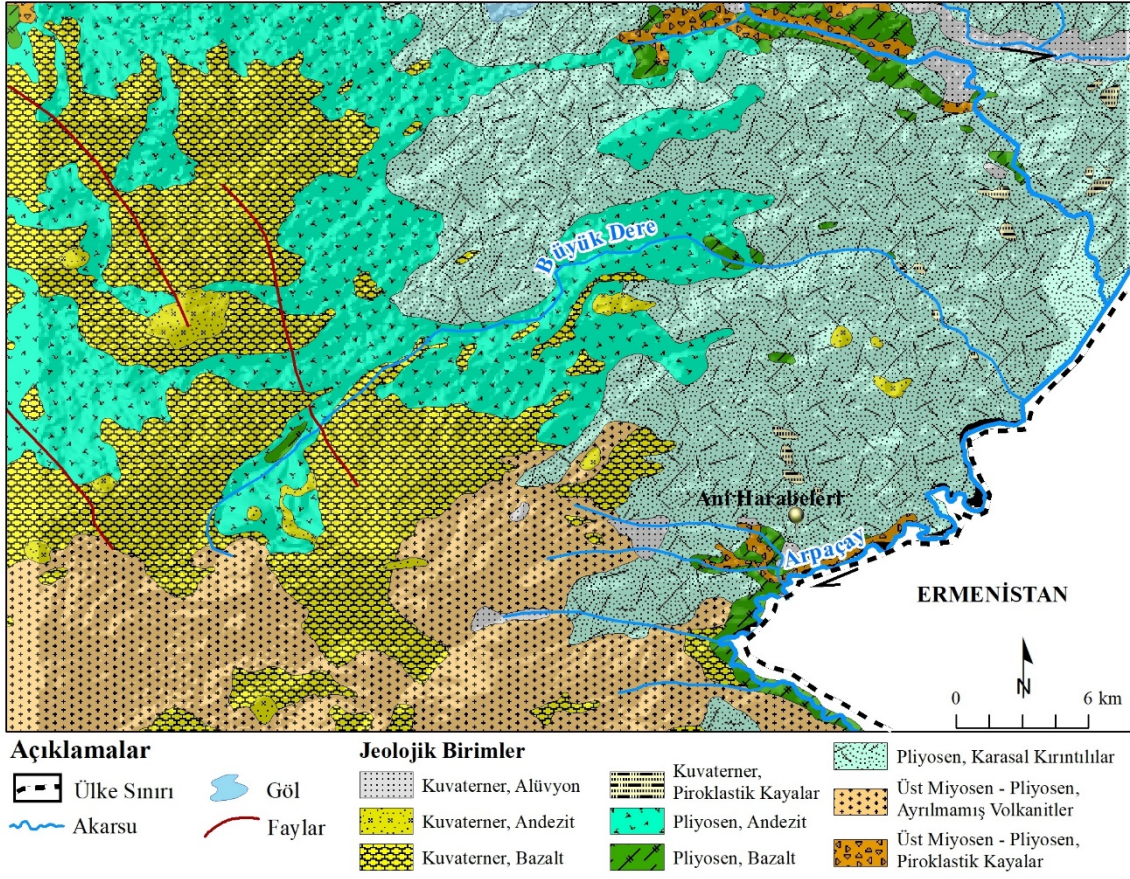 Büyük Dere
Ani Harabeleri
Arpaçay
ERMENİSTAN
N
0 6 km
Açıklamalar
Ülke Sınırı
Göl
Akarsu
Faylar
Jeolojik Birimler
Kuvaterner, Alüvyon
Kuvaterner, Andezit
Kuvaterner, Bazalt
Kuvaterner,
Piroklastik Kayalar
Pliyosen, Andezit
Pliyosen, Bazalt
Pliyosen, Karasal Kırıntılılar
Üst Miyosen - Pliyosen,
Ayrılmamış Volkanitler
Üst Miyosen - Pliyosen,
Piroklastik Kayalar